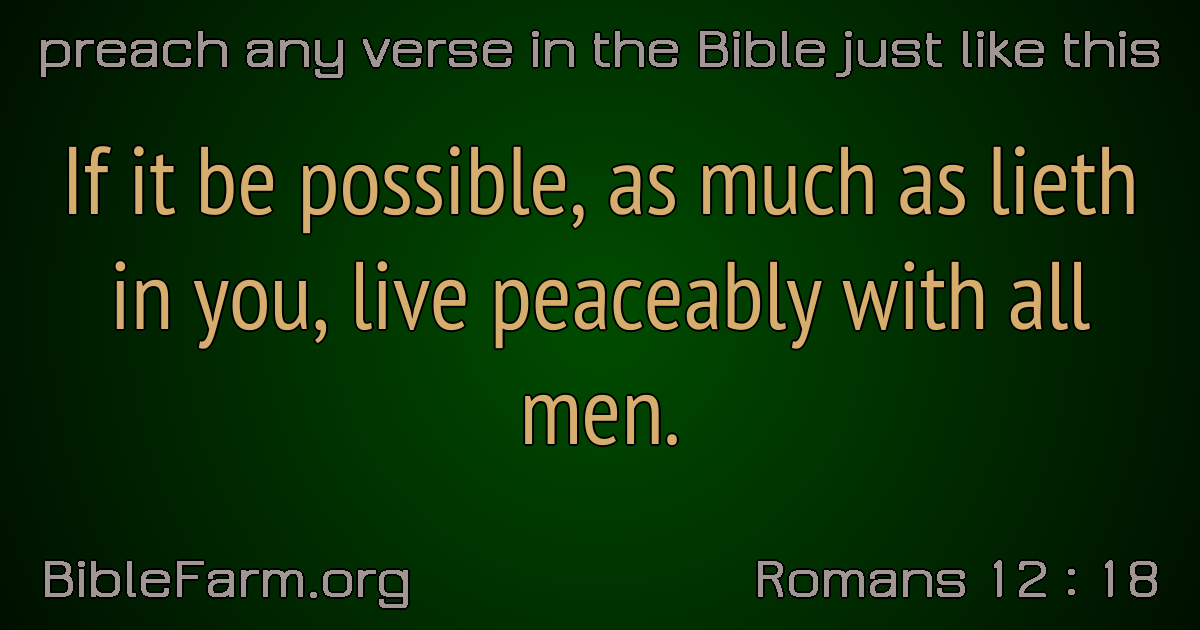 preach any verse in the Bible just like this
If it be possible, as much as lieth
in you, live peaceably with all
men.
BibleFarm.org
Romans 12 : 18